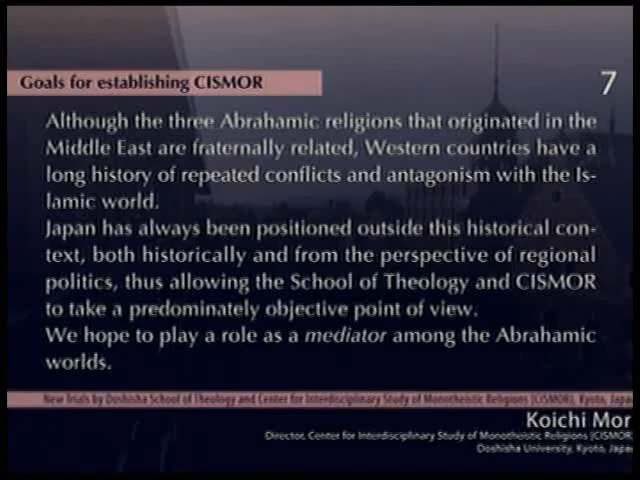 Goals for establishing CISMOR
7
Although the three Abrahamic religions that originated in the
Middle East are fraternally related, Western countries have a
long history of repeated conflicts and antagonism with the Is-
lamic world.
Japan has always been positioned outside this historical con-
text, both historically and from the perspective of regional
politics, thus allowing the School of Theology and CISMOR
to take a predominately objective point of view.
We hope to play a role as a mediator among the Abrahamic
worlds.
New Trials by Doshisha School of Theology and Center for Interdisciplinary Study of Monotheistic Religions (CISMOR), Kyoto, Japa
Koichi Mor
Director, Center for Interdisciplinary Study of Monotheistic Religions (CISMOR)
Doshisha University, Kyoto, Japa